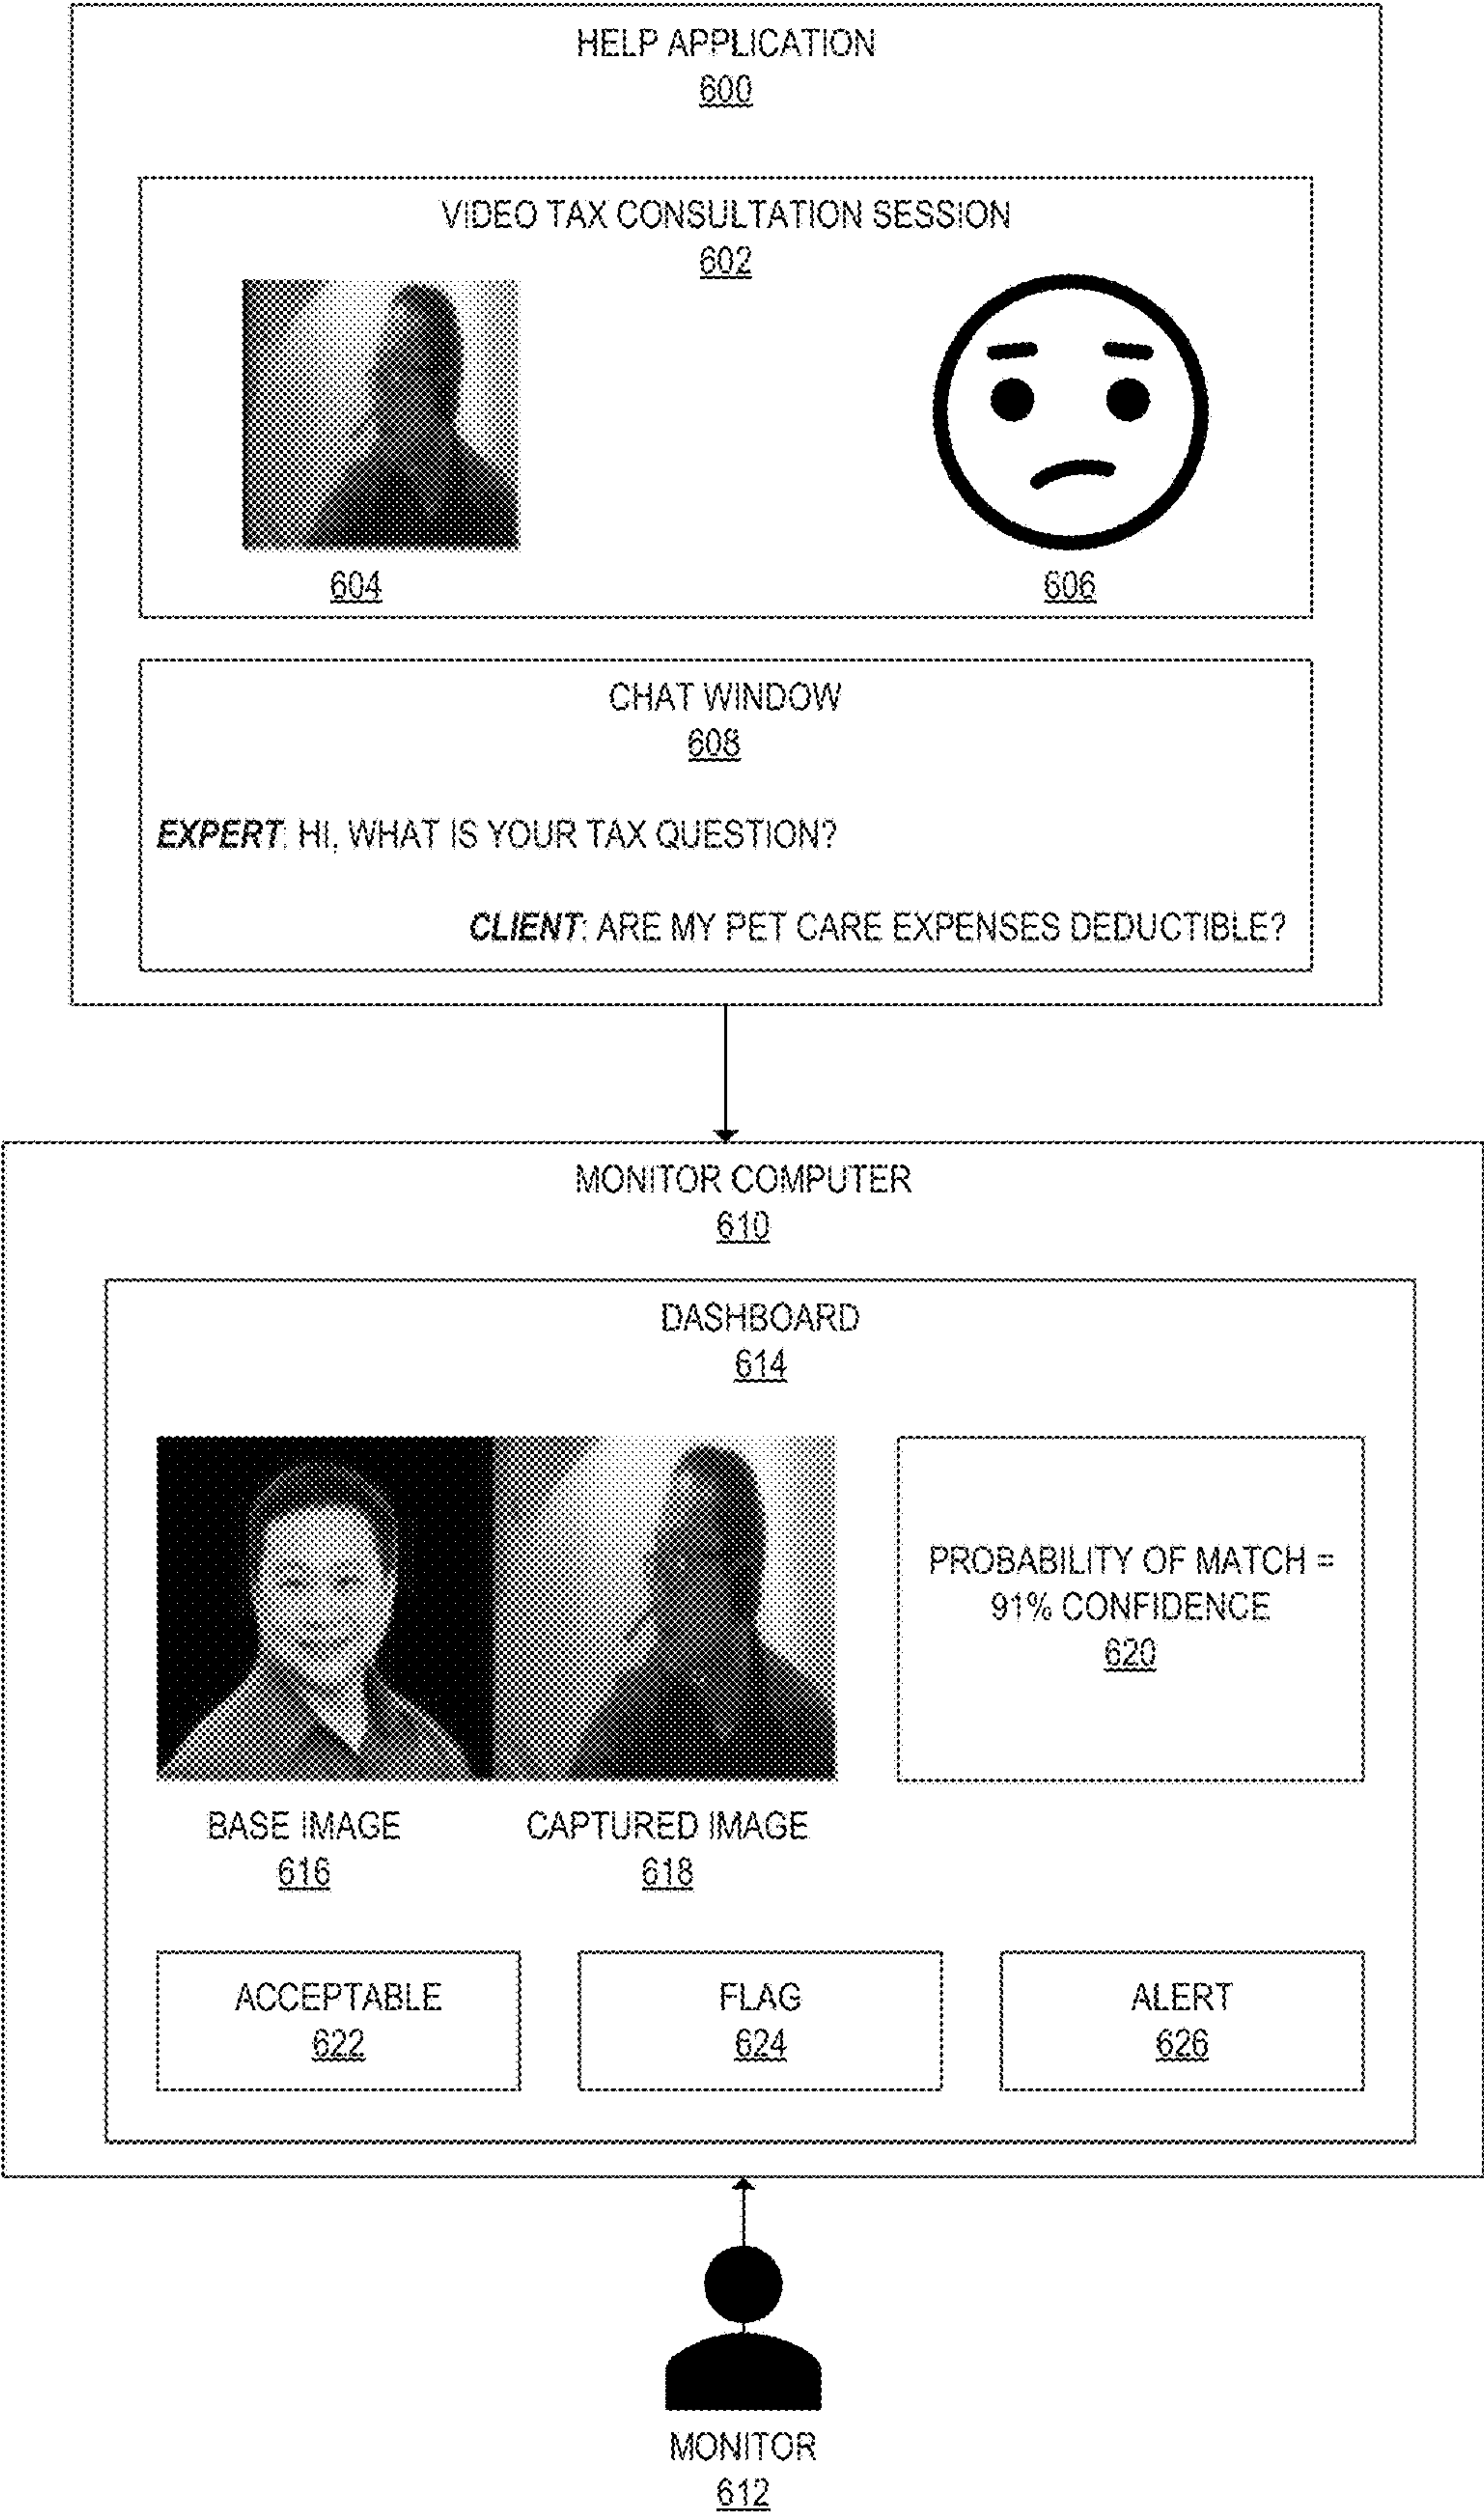 HELP APPLICATION
600
VIDEO TAX CONSULTATION SESSION
602
604
606
CHAT WINDOW
608
EXPERT: HI, WHAT IS YOUR TAX QUESTION?
CLIENT: ARE MY PET CARE EXPENSES DEDUCTIBLE?
MONITOR COMPUTER
610
DASHBOARD
614
PROBABILITY OF MATCH =
91% CONFIDENCE
620
BASE IMAGE
616
CAPTURED IMAGE
618
ACCEPTABLE
622
FLAG
624
ALERT
626
MONITOR
612